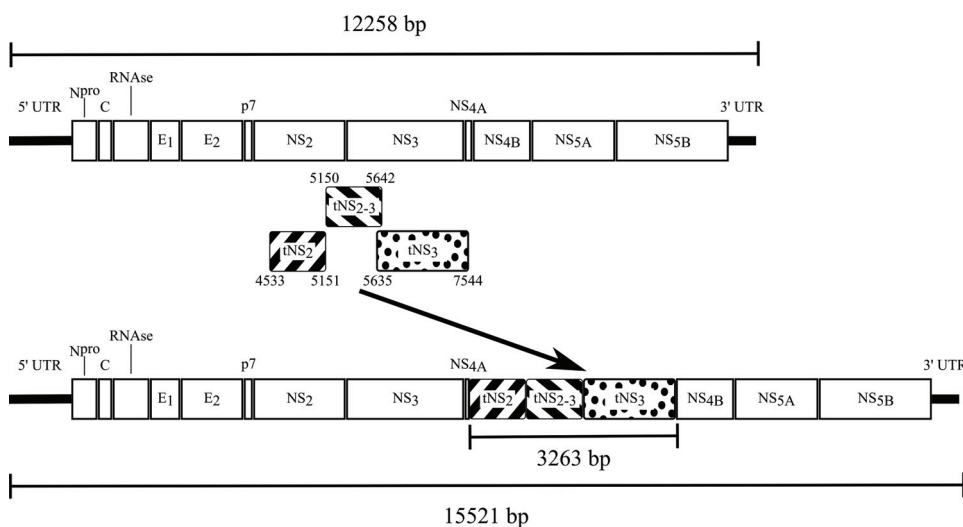 12258 bp
RNAse
5' UTR Npro C p7 NS4A 3' UTR
E1 E2 NS2 NS3 NS4B NS5A NS5B
5150 5642
tNS2-3
tNS2 tNS3
4533 5151 5635 7544
RNAse
5' UTR Npro C p7 NS4A 3' UTR
E1 E2 NS2 NS3 tNS2 tNS2-3 tNS3 NS4B NS5A NS5B
3263 bp
15521 bp